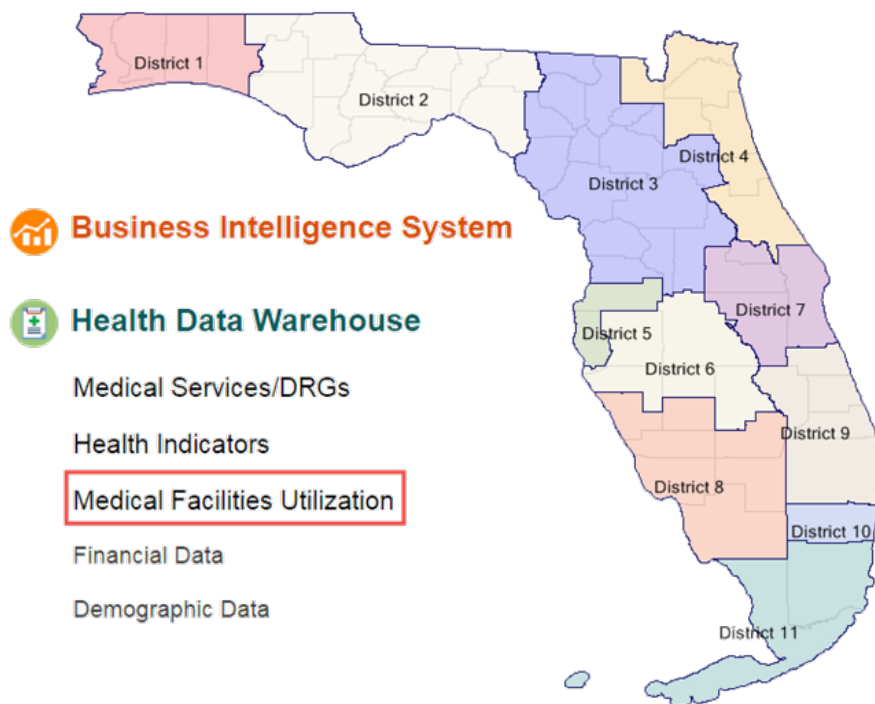 District 1
District 2
District 3
District 4
Business Intelligence System
Health Data Warehouse
District 5
District 7
District 6
Medical Services/DRGs
Health Indicators
District 9
Medical Facilities Utilization
District 8
Financial Data
District 10
Demographic Data
District 11